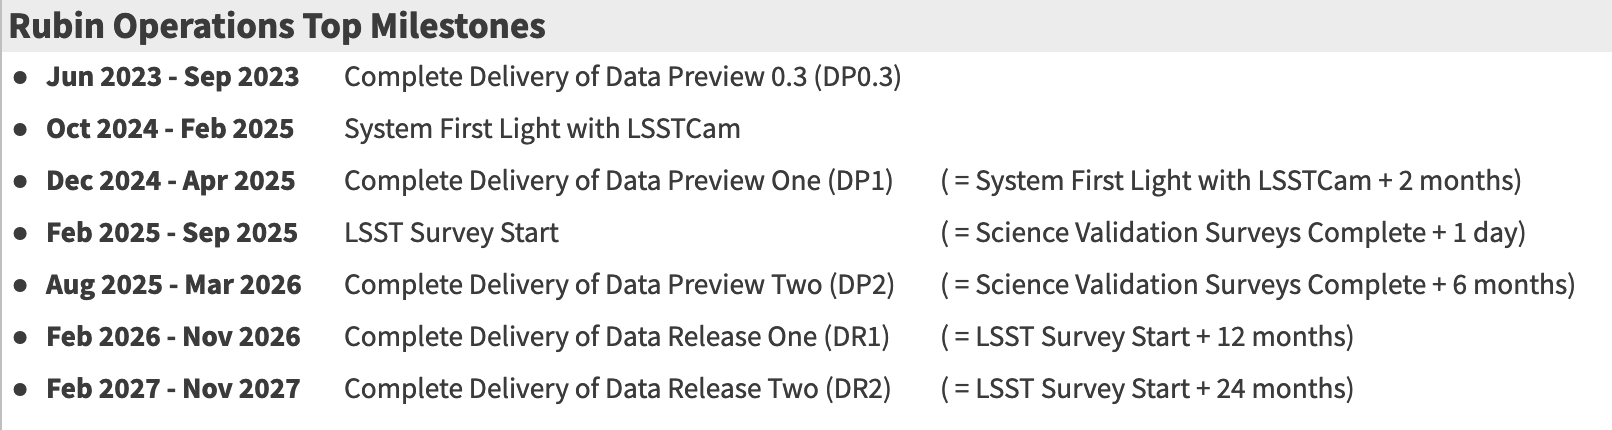 Rubin Operations Top Milestones
● Jun 2023 - Sep 2023 Complete Delivery of Data Preview 0.3 (DP0.3)
● Oct 2024 - Feb 2025 System First Light with LSSTCam
● Dec 2024 - Apr 2025 Complete Delivery of Data Preview One (DP1) ( = System First Light with LSSTCam + 2 months)
● Feb 2025 - Sep 2025 LSST Survey Start ( = Science Validation Surveys Complete + 1 day)
● Aug 2025 - Mar 2026 Complete Delivery of Data Preview Two (DP2) ( = Science Validation Surveys Complete + 6 months)
● Feb 2026 - Nov 2026 Complete Delivery of Data Release One (DR1) ( = LSST Survey Start + 12 months)
● Feb 2027 - Nov 2027 Complete Delivery of Data Release Two (DR2) ( = LSST Survey Start + 24 months)